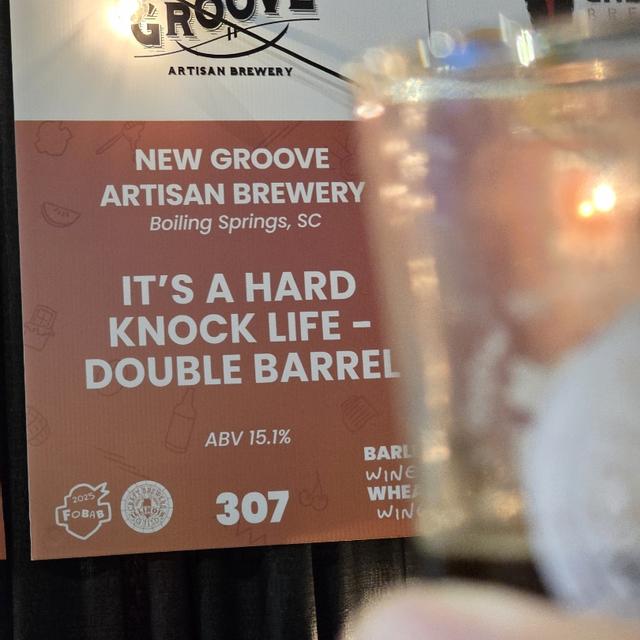 GROOVE
ARTISAN BREWERY
NEW GROOVE
ARTISAN BREWERY
Boiling Springs, SC
IT'S A HARD
KNOCK LIFE –
DOUBLE BARREL
ABV 15.1%
2025
FOBAB
307
WINE